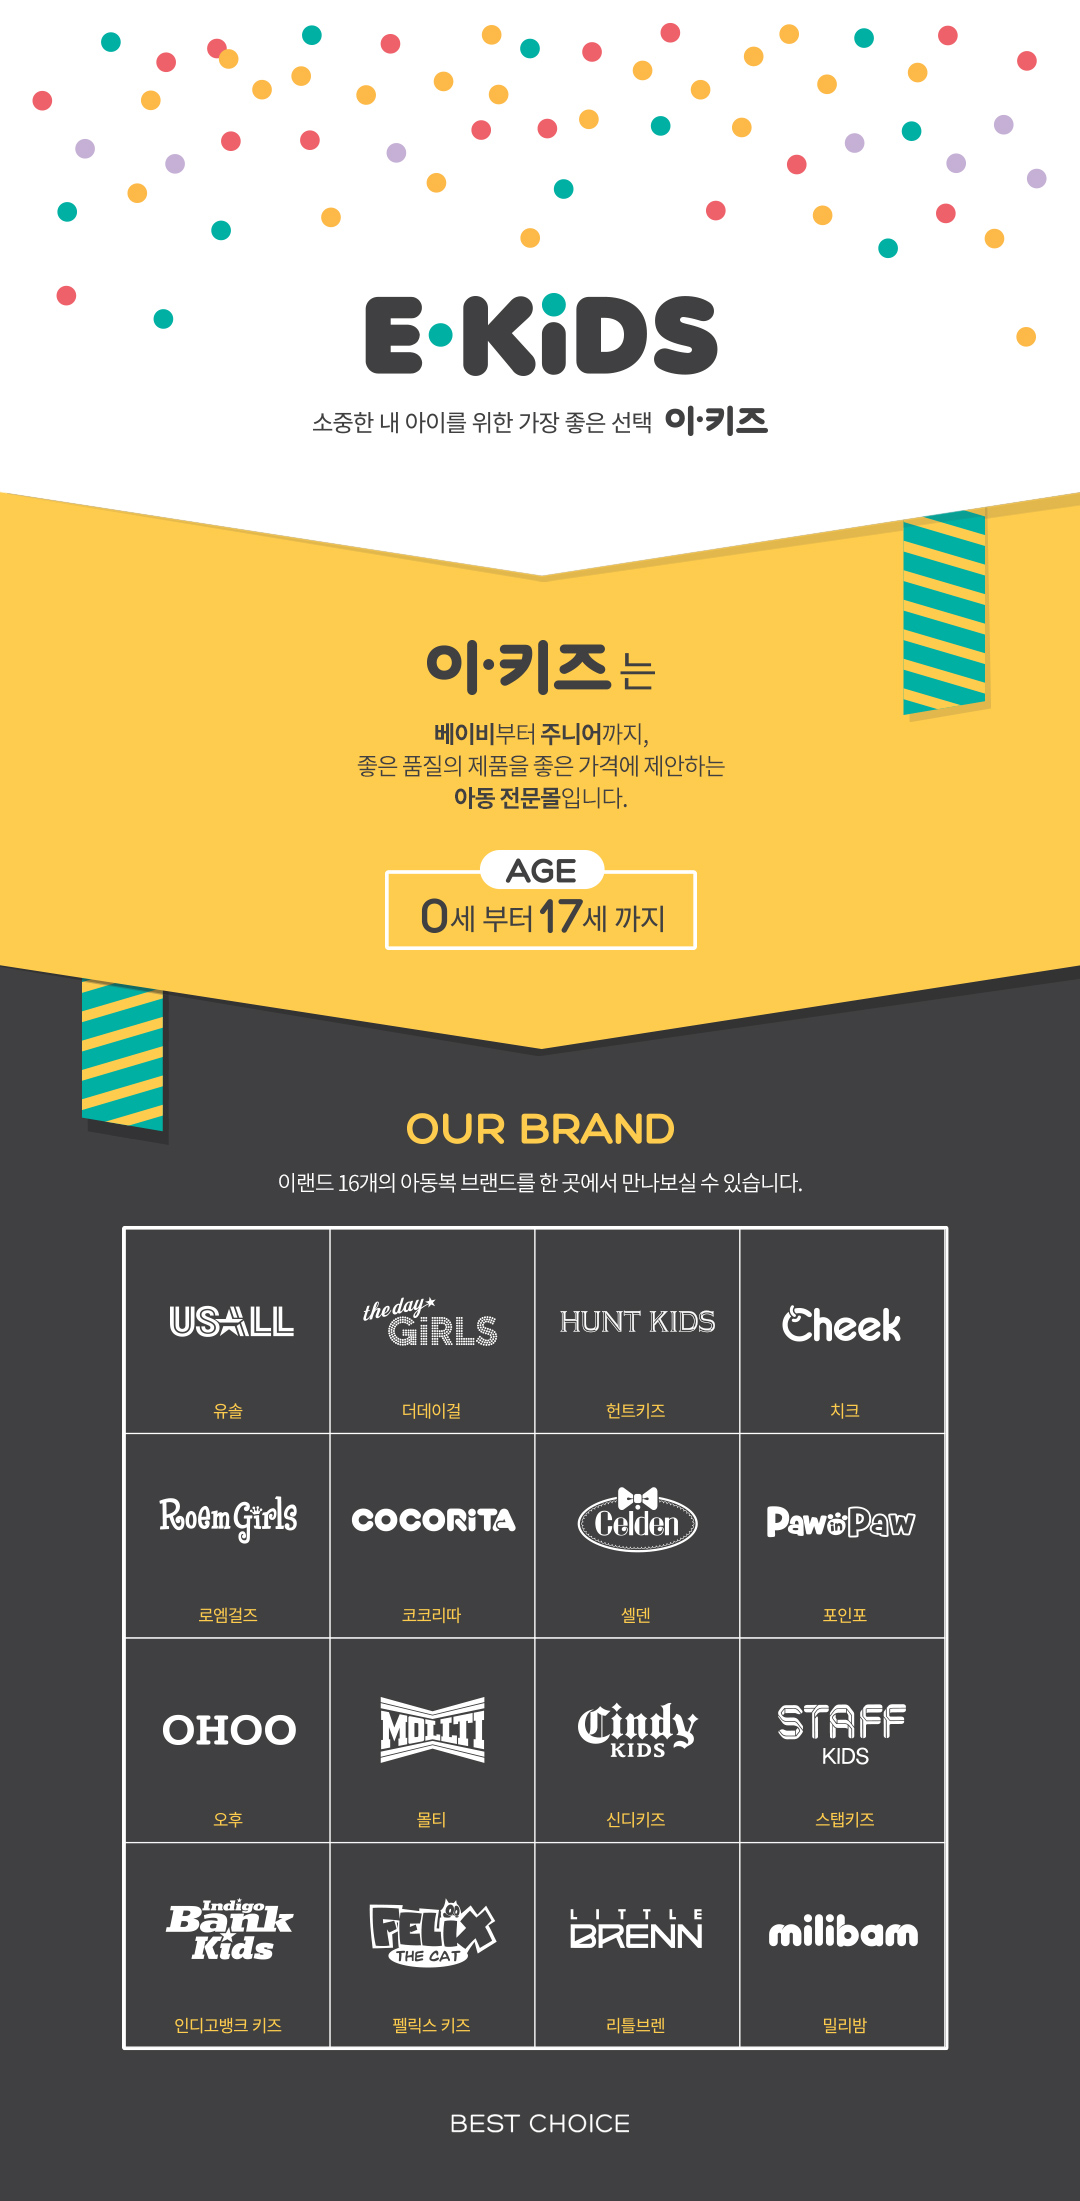 E·KiDS
소중한 내 아이를 위한 가장 좋은 선택 이·키즈
이·키즈 는
베이비부터 주니어까지,
좋은 품질의 제품을 좋은 가격에 제안하는
아동 전문몰입니다.
AGE
0세 부터 17세 까지
OUR BRAND
이랜드 16개의 아동복 브랜드를 한 곳에서 만나보실 수 있습니다.
USALL
유솔
the day
GiRLS
더데이걸
HUNT KIDS
헌트키즈
Cheek
치크
Roem Girls
로엠걸즈
COCORiTA
코코리따
Celden
셀덴
Paw in Paw
포인포
OHOO
오후
MOLLTI
몰티
Cindy
KIDS
신디키즈
STAFF
KIDS
스탭키즈
Indigo
Bank
Kids
인디고뱅크 키즈
FELiX
THE CAT
펠릭스 키즈
LITTLE
BRENN
리틀브렌
milibam
밀리밤
BEST CHOICE